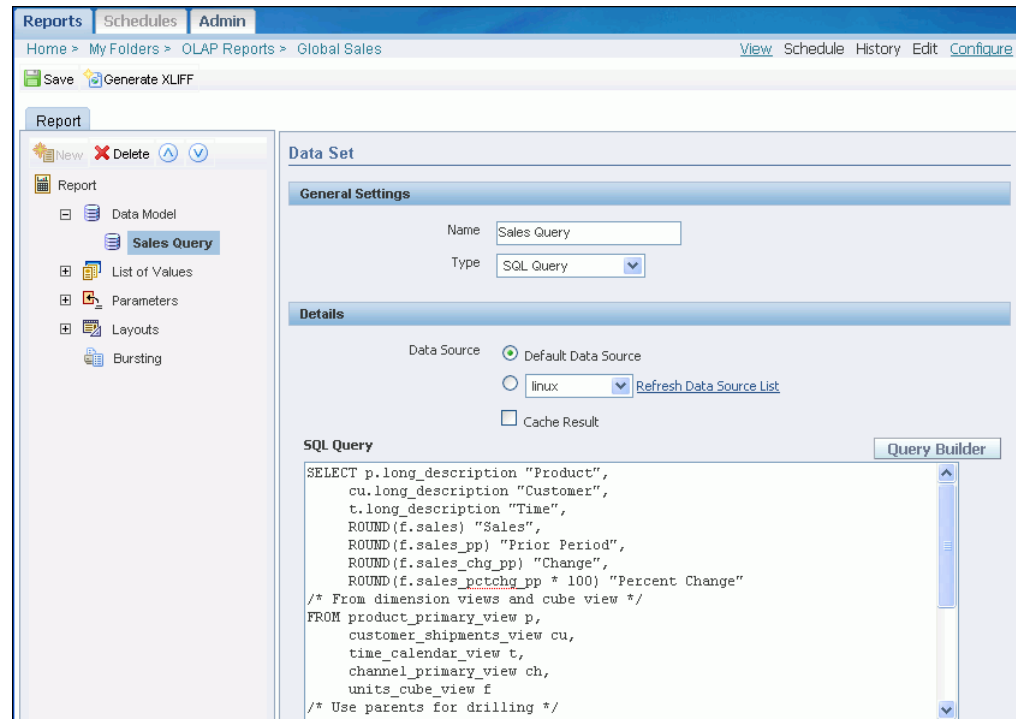 Reports Schedules Admin
Home > My Folders > OLAP Reports > Global Sales View Schedule History Edit Configure
Save Generate XLIFF
Report
New Delete
Report
Data Model
Sales Query
List of Values
Parameters
Layouts
Bursting
Data Set
General Settings
Name Sales Query
Type SQL Query
Details
Data Source Default Data Source
linux Refresh Data Source List
Cache Result
SQL Query Query Builder
SELECT p.long_description "Product",
cu.long_description "Customer",
t.long_description "Time",
ROUND(f.sales) "Sales",
ROUND(f.sales_pp) "Prior Period",
ROUND(f.sales_chg_pp) "Change",
ROUND(f.sales_pctchg_pp * 100) "Percent Change"
/* From dimension views and cube view */
FROM product_primary_view p,
customer_shipments_view cu,
time_calendar_view t,
channel_primary_view ch,
units_cube_view f
/* Use parents for drilling */